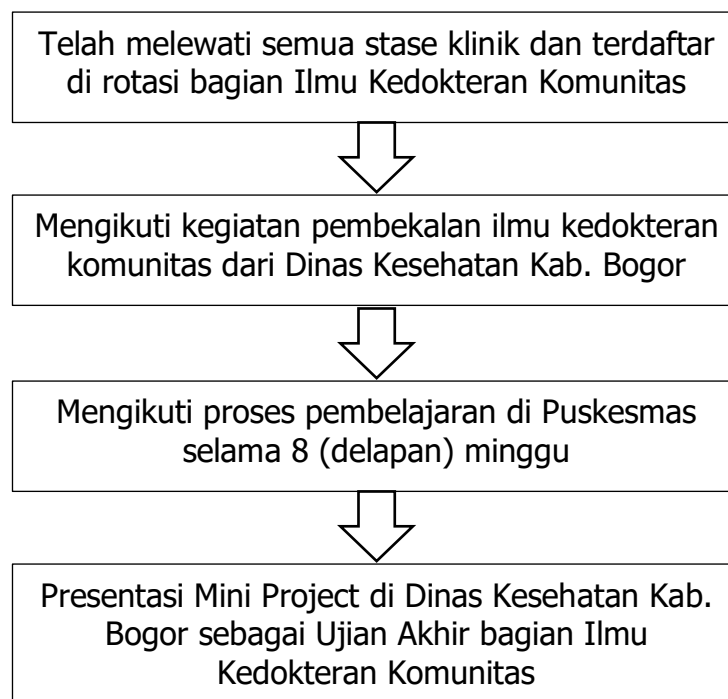 Telah melewati semua stase klinik dan terdaftar
di rotasi bagian Ilmu Kedokteran Komunitas
Mengikuti kegiatan pembekalan ilmu kedokteran
komunitas dari Dinas Kesehatan Kab. Bogor
Mengikuti proses pembelajaran di Puskesmas
selama 8 (delapan) minggu
Presentasi Mini Project di Dinas Kesehatan Kab.
Bogor sebagai Ujian Akhir bagian Ilmu
Kedokteran Komunitas